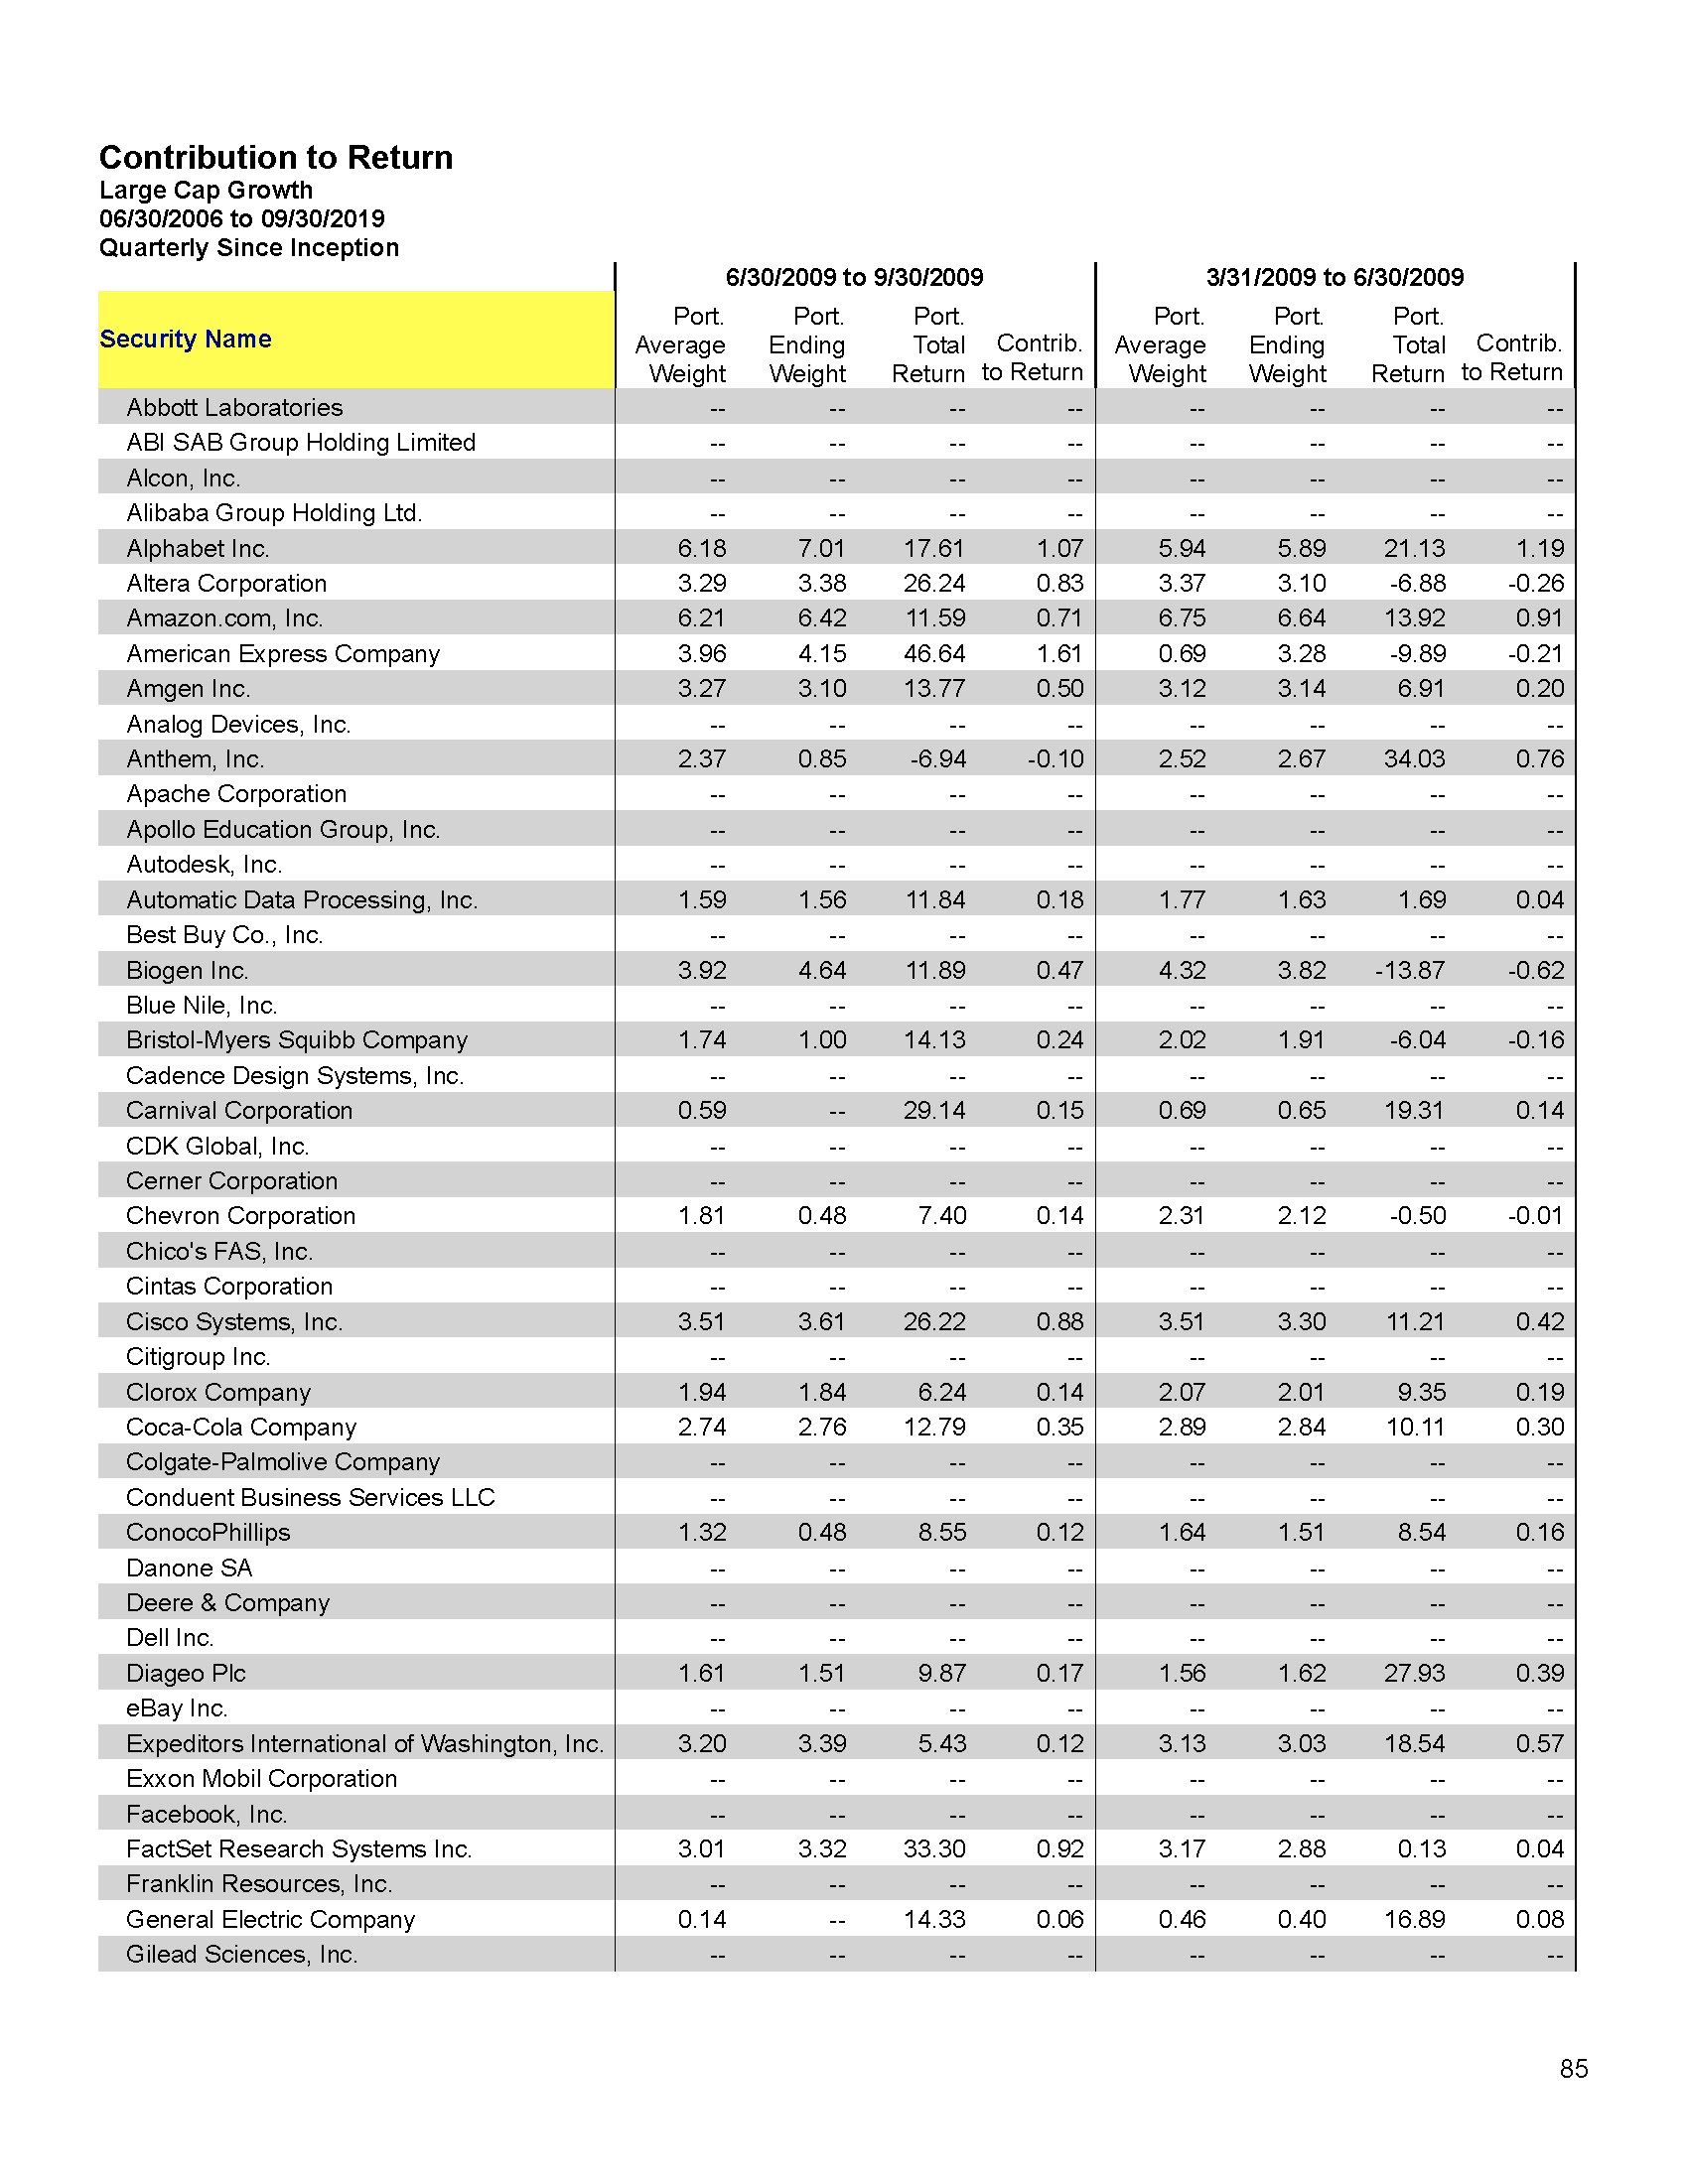 Contribution to Return
Large Cap Growth
06/30/2006 to 09/30/2019
Quarterly Since Inception
6/30/2009 to 9/30/2009 3/31/2009 to 6/30/2009
Security Name Port. Average Weight Port. Ending Weight Port. Total Return Contrib. to Return Port. Average Weight Port. Ending Weight Port. Total Return Contrib. to Return
Abbott Laboratories -- -- -- -- -- -- -- --
ABI SAB Group Holding Limited -- -- -- -- -- -- -- --
Alcon, Inc. -- -- -- -- -- -- -- --
Alibaba Group Holding Ltd. -- -- -- -- -- -- -- --
Alphabet Inc. 6.18 7.01 17.61 1.07 5.94 5.89 21.13 1.19
Altera Corporation 3.29 3.38 26.24 0.83 3.37 3.10 -6.88 -0.26
Amazon.com, Inc. 6.21 6.42 11.59 0.71 6.75 6.64 13.92 0.91
American Express Company 3.96 4.15 46.64 1.61 0.69 3.28 -9.89 -0.21
Amgen Inc. 3.27 3.10 13.77 0.50 3.12 3.14 6.91 0.20
Analog Devices, Inc. -- -- -- -- -- -- -- --
Anthem, Inc. 2.37 0.85 -6.94 -0.10 2.52 2.67 34.03 0.76
Apache Corporation -- -- -- -- -- -- -- --
Apollo Education Group, Inc. -- -- -- -- -- -- -- --
Autodesk, Inc. -- -- -- -- -- -- -- --
Automatic Data Processing, Inc. 1.59 1.56 11.84 0.18 1.77 1.63 1.69 0.04
Best Buy Co., Inc. -- -- -- -- -- -- -- --
Biogen Inc. 3.92 4.64 11.89 0.47 4.32 3.82 -13.87 -0.62
Blue Nile, Inc. -- -- -- -- -- -- -- --
Bristol-Myers Squibb Company 1.74 1.00 14.13 0.24 2.02 1.91 -6.04 -0.16
Cadence Design Systems, Inc. -- -- -- -- -- -- -- --
Carnival Corporation 0.59 -- 29.14 0.15 0.69 0.65 19.31 0.14
CDK Global, Inc. -- -- -- -- -- -- -- --
Cerner Corporation -- -- -- -- -- -- -- --
Chevron Corporation 1.81 0.48 7.40 0.14 2.31 2.12 -0.50 -0.01
Chico's FAS, Inc. -- -- -- -- -- -- -- --
Cintas Corporation -- -- -- -- -- -- -- --
Cisco Systems, Inc. 3.51 3.61 26.22 0.88 3.51 3.30 11.21 0.42
Citigroup Inc. -- -- -- -- -- -- -- --
Clorox Company 1.94 1.84 6.24 0.14 2.07 2.01 9.35 0.19
Coca-Cola Company 2.74 2.76 12.79 0.35 2.89 2.84 10.11 0.30
Colgate-Palmolive Company -- -- -- -- -- -- -- --
Conduent Business Services LLC -- -- -- -- -- -- -- --
ConocoPhillips 1.32 0.48 8.55 0.12 1.64 1.51 8.54 0.16
Danone SA -- -- -- -- -- -- -- --
Deere & Company -- -- -- -- -- -- -- --
Dell Inc. -- -- -- -- -- -- -- --
Diageo Plc 1.61 1.51 9.87 0.17 1.56 1.62 27.93 0.39
eBay Inc. -- -- -- -- -- -- -- --
Expeditors International of Washington, Inc. 3.20 3.39 5.43 0.12 3.13 3.03 18.54 0.57
Exxon Mobil Corporation -- -- -- -- -- -- -- --
Facebook, Inc. -- -- -- -- -- -- -- --
FactSet Research Systems Inc. 3.01 3.32 33.30 0.92 3.17 2.88 0.13 0.04
Franklin Resources, Inc. -- -- -- -- -- -- -- --
General Electric Company 0.14 -- 14.33 0.06 0.46 0.40 16.89 0.08
Gilead Sciences, Inc. -- -- -- -- -- -- -- --
85